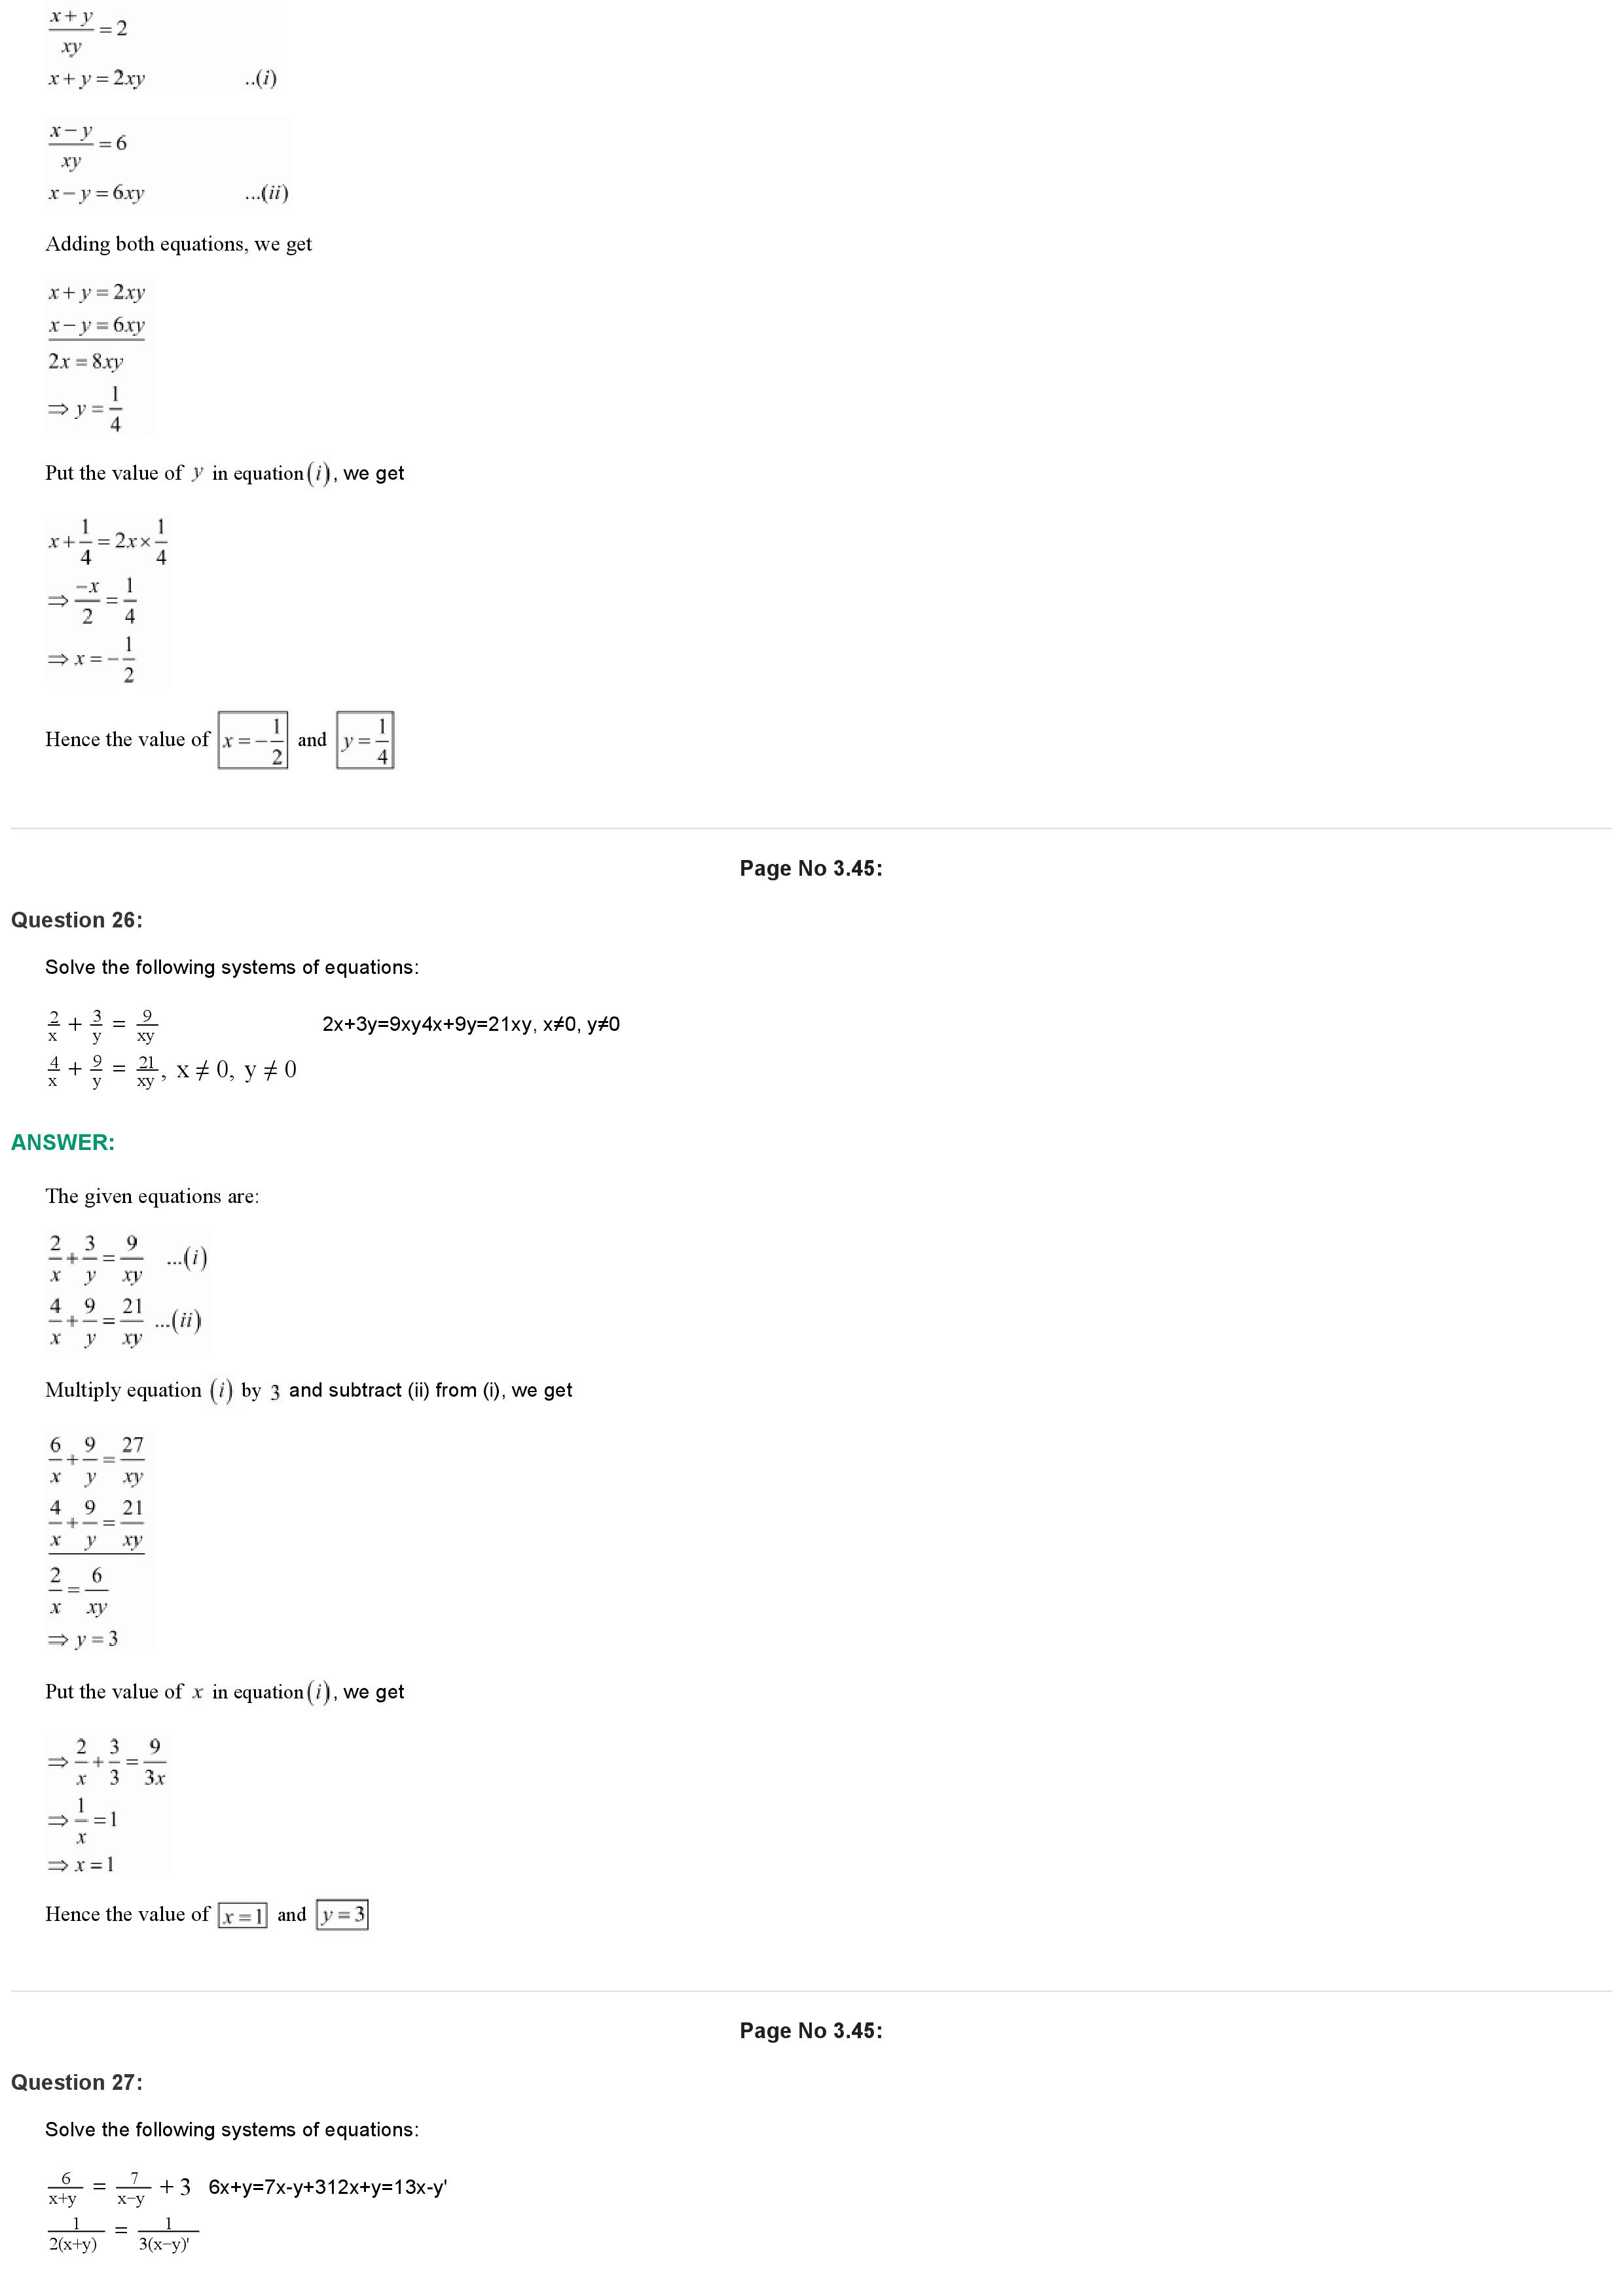 \frac{x+y}{xy}=2
x+y=2xy ..(i)
\frac{x-y}{xy}=6
x-y=6xy ...(ii)
Adding both equations, we get
x+y=2xy
x-y=6xy
2x=8xy
⇒ y=\frac{1}{4}
Put the value of y in equation(i), we get
x+\frac{1}{4}=2x×\frac{1}{4}
⇒ \frac{-x}{2}=\frac{1}{4}
⇒ x=-\frac{1}{2}
Hence the value of x=-\frac{1}{2} and y=\frac{1}{4}
Page No 3.45:
Question 26:
Solve the following systems of equations:
\frac{2}{x} + \frac{3}{y} = \frac{9}{xy} 2x+3y=9xy4x+9y=21xy, x≠0, y≠0
\frac{4}{x} + \frac{9}{y} = \frac{21}{xy}, x ≠ 0, y ≠ 0
ANSWER:
The given equations are:
\frac{2}{x}+\frac{3}{y}=\frac{9}{xy} ...(i)
\frac{4}{x}+\frac{9}{y}=\frac{21}{xy} ...(ii)
Multiply equation (i) by 3 and subtract (ii) from (i), we get
\frac{6}{x}+\frac{9}{y}=\frac{27}{xy}
\frac{4}{x}+\frac{9}{y}=\frac{21}{xy}
\frac{2}{x}=\frac{6}{xy}
⇒ y=3
Put the value of x in equation(i), we get
⇒ \frac{2}{x}+\frac{3}{3}=\frac{9}{3x}
⇒ \frac{1}{x}=1
⇒ x=1
Hence the value of x=1 and y=3
Page No 3.45:
Question 27:
Solve the following systems of equations:
\frac{6}{x+y} = \frac{7}{x−y} + 3 6x+y=7x-y+312x+y=13x-y'
\frac{1}{2(x+y)} = \frac{1}{3(x−y)'}